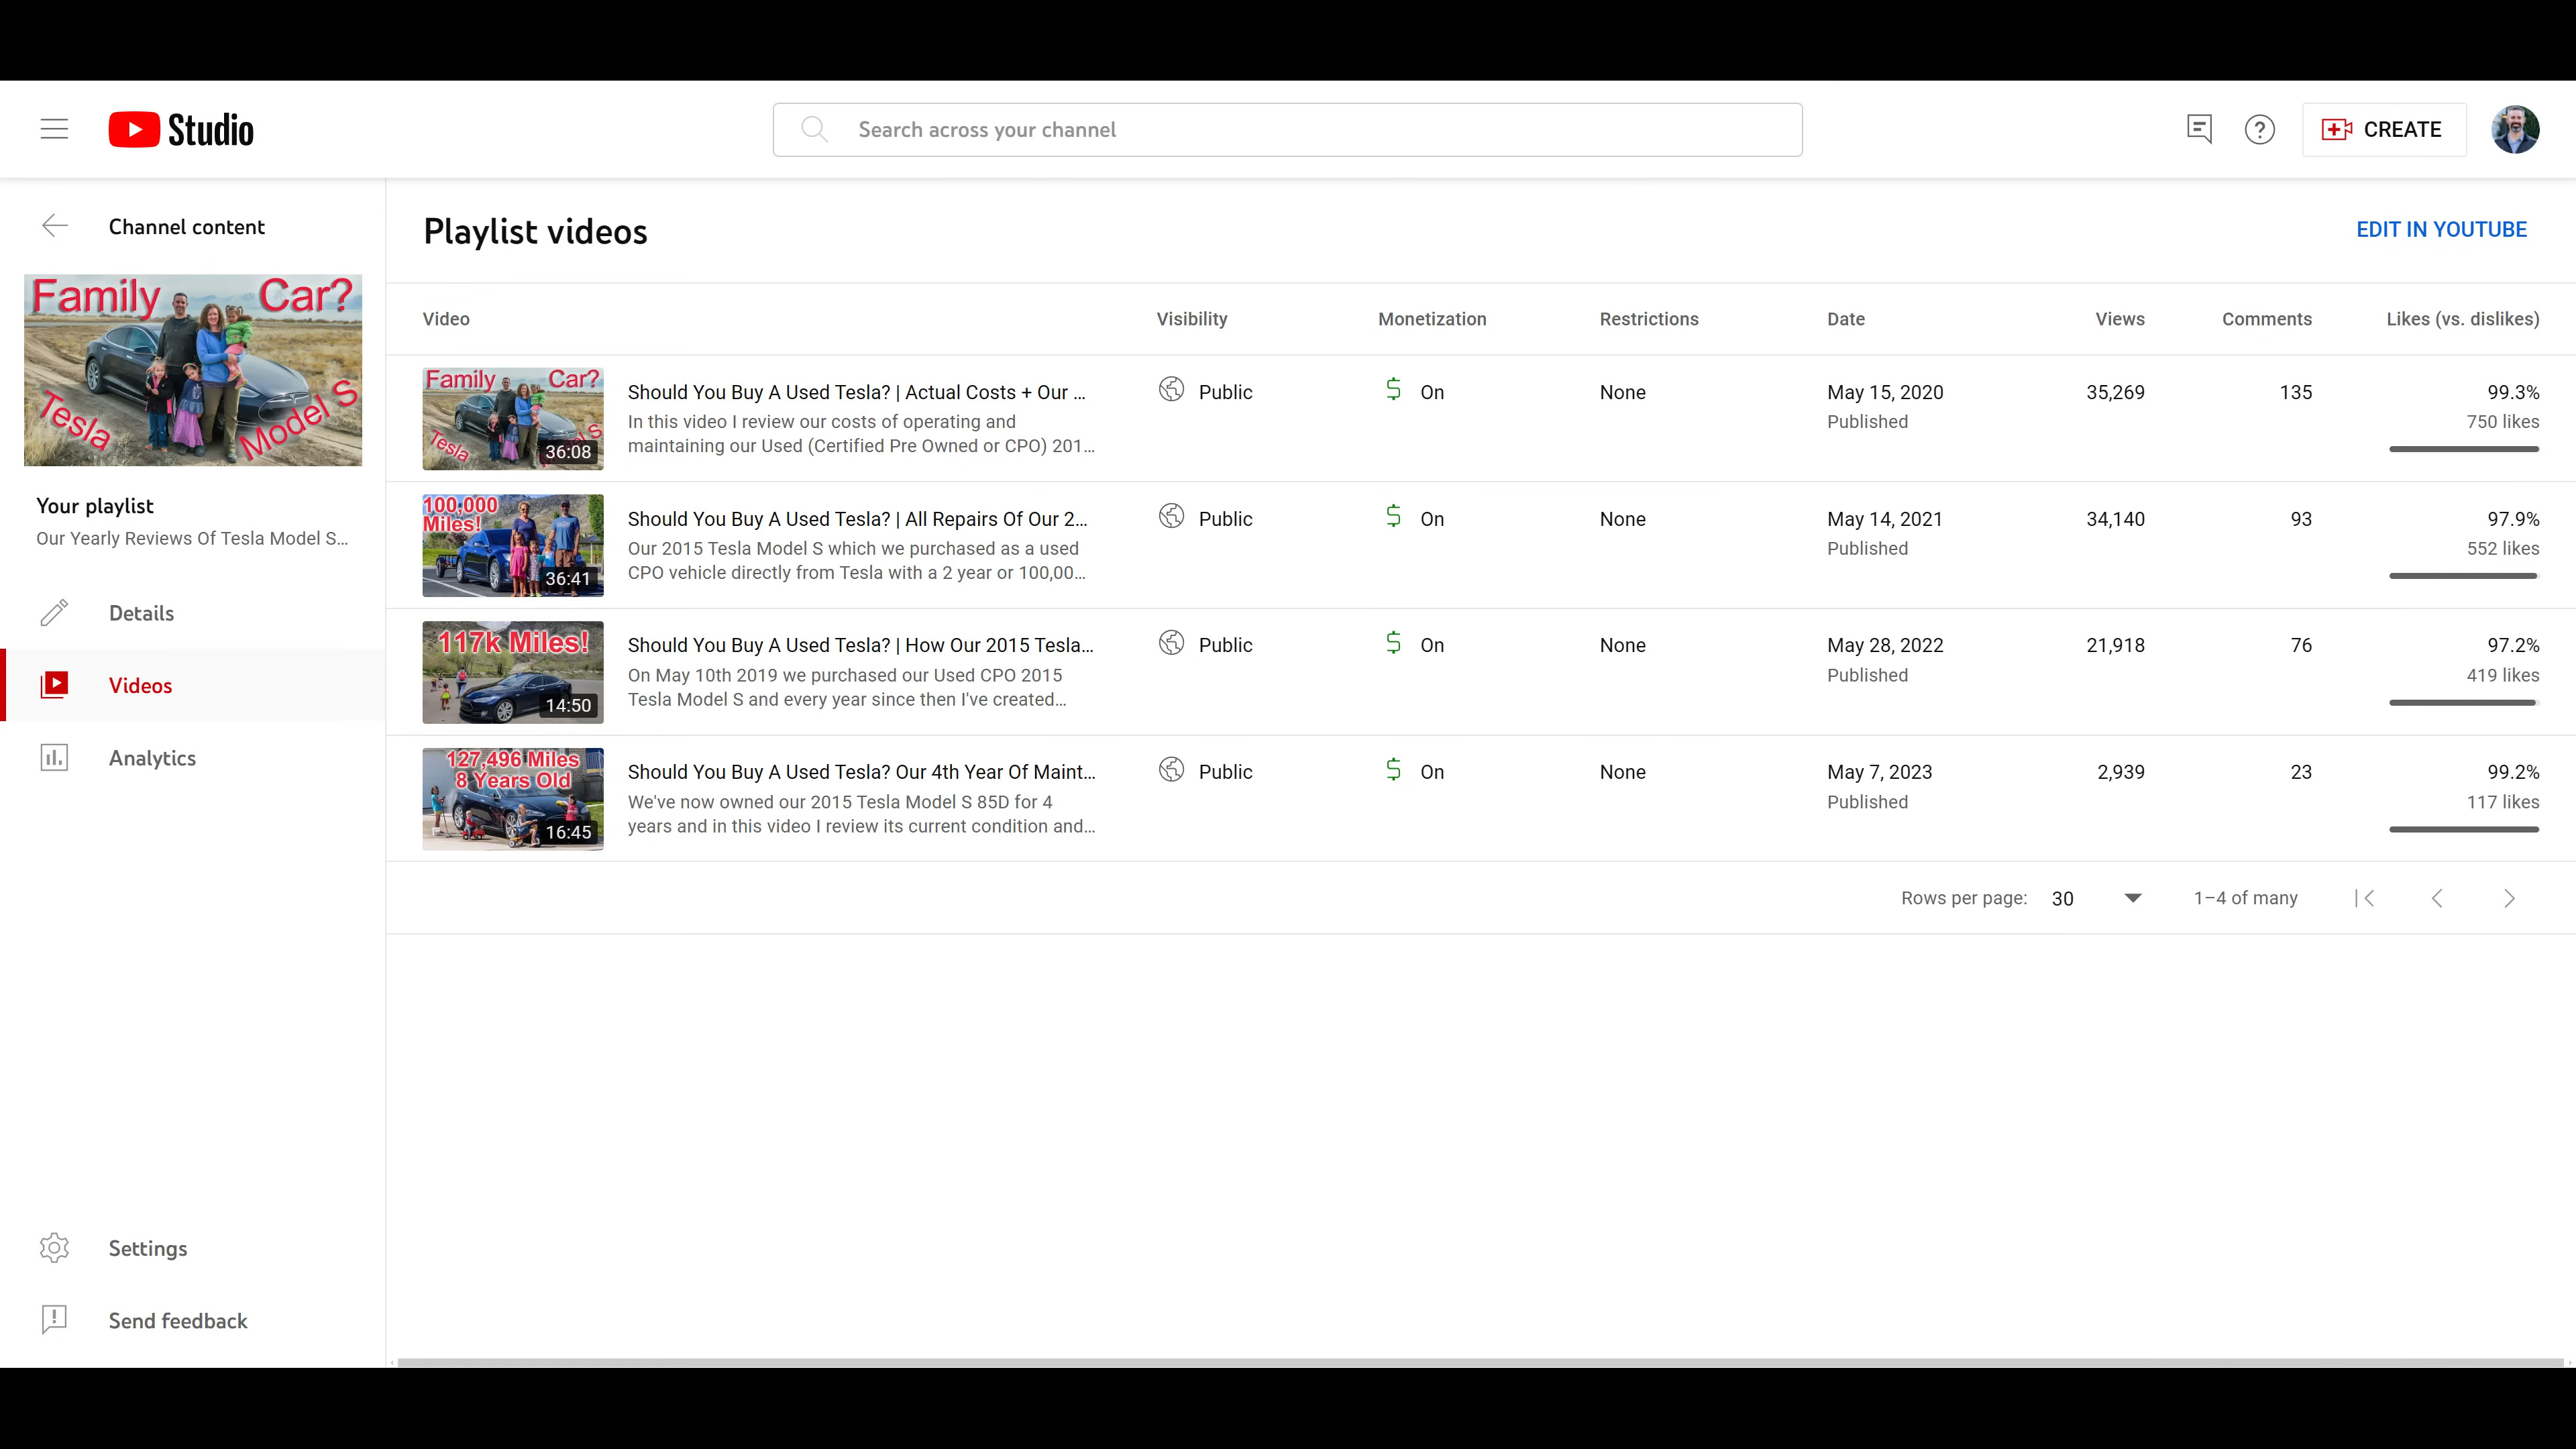 Studio
Search across your channel
CREATE
Channel content
Family Car?
Tesla Model S
Your playlist
Our Yearly Reviews Of Tesla Model S...
Details
Videos
Analytics
Settings
Send feedback
Playlist videos
EDIT IN YOUTUBE
Video Visibility Monetization Restrictions Date Views Comments Likes (vs. dislikes)
Family Car?
Tesla
36:08
Should You Buy A Used Tesla? | Actual Costs + Our ...
In this video I review our costs of operating and
maintaining our Used (Certified Pre Owned or CPO) 201...
Public On None May 15, 2020 35,269 135 99.3%
Published 750 likes
100,000
Miles!
36:41
Should You Buy A Used Tesla? | All Repairs Of Our 2...
Our 2015 Tesla Model S which we purchased as a used
CPO vehicle directly from Tesla with a 2 year or 100,00...
Public On None May 14, 2021 34,140 93 97.9%
Published 552 likes
117k Miles!
14:50
Should You Buy A Used Tesla? | How Our 2015 Tesla...
On May 10th 2019 we purchased our Used CPO 2015
Tesla Model S and every year since then I've created...
Public On None May 28, 2022 21,918 76 97.2%
Published 419 likes
127,496 Miles
8 Years Old
16:45
Should You Buy A Used Tesla? Our 4th Year Of Maint...
We've now owned our 2015 Tesla Model S 85D for 4
years and in this video I review its current condition and...
Public On None May 7, 2023 2,939 23 99.2%
Published 117 likes
Rows per page: 30 1–4 of many